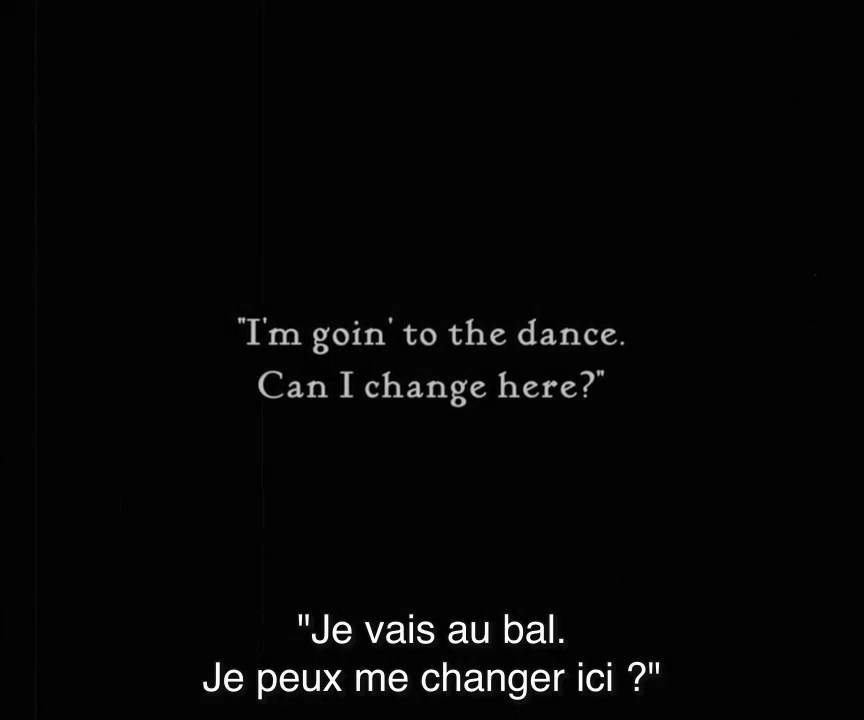 "I'm goin' to the dance.
Can I change here?"
"Je vais au bal.
Je peux me changer ici ?"